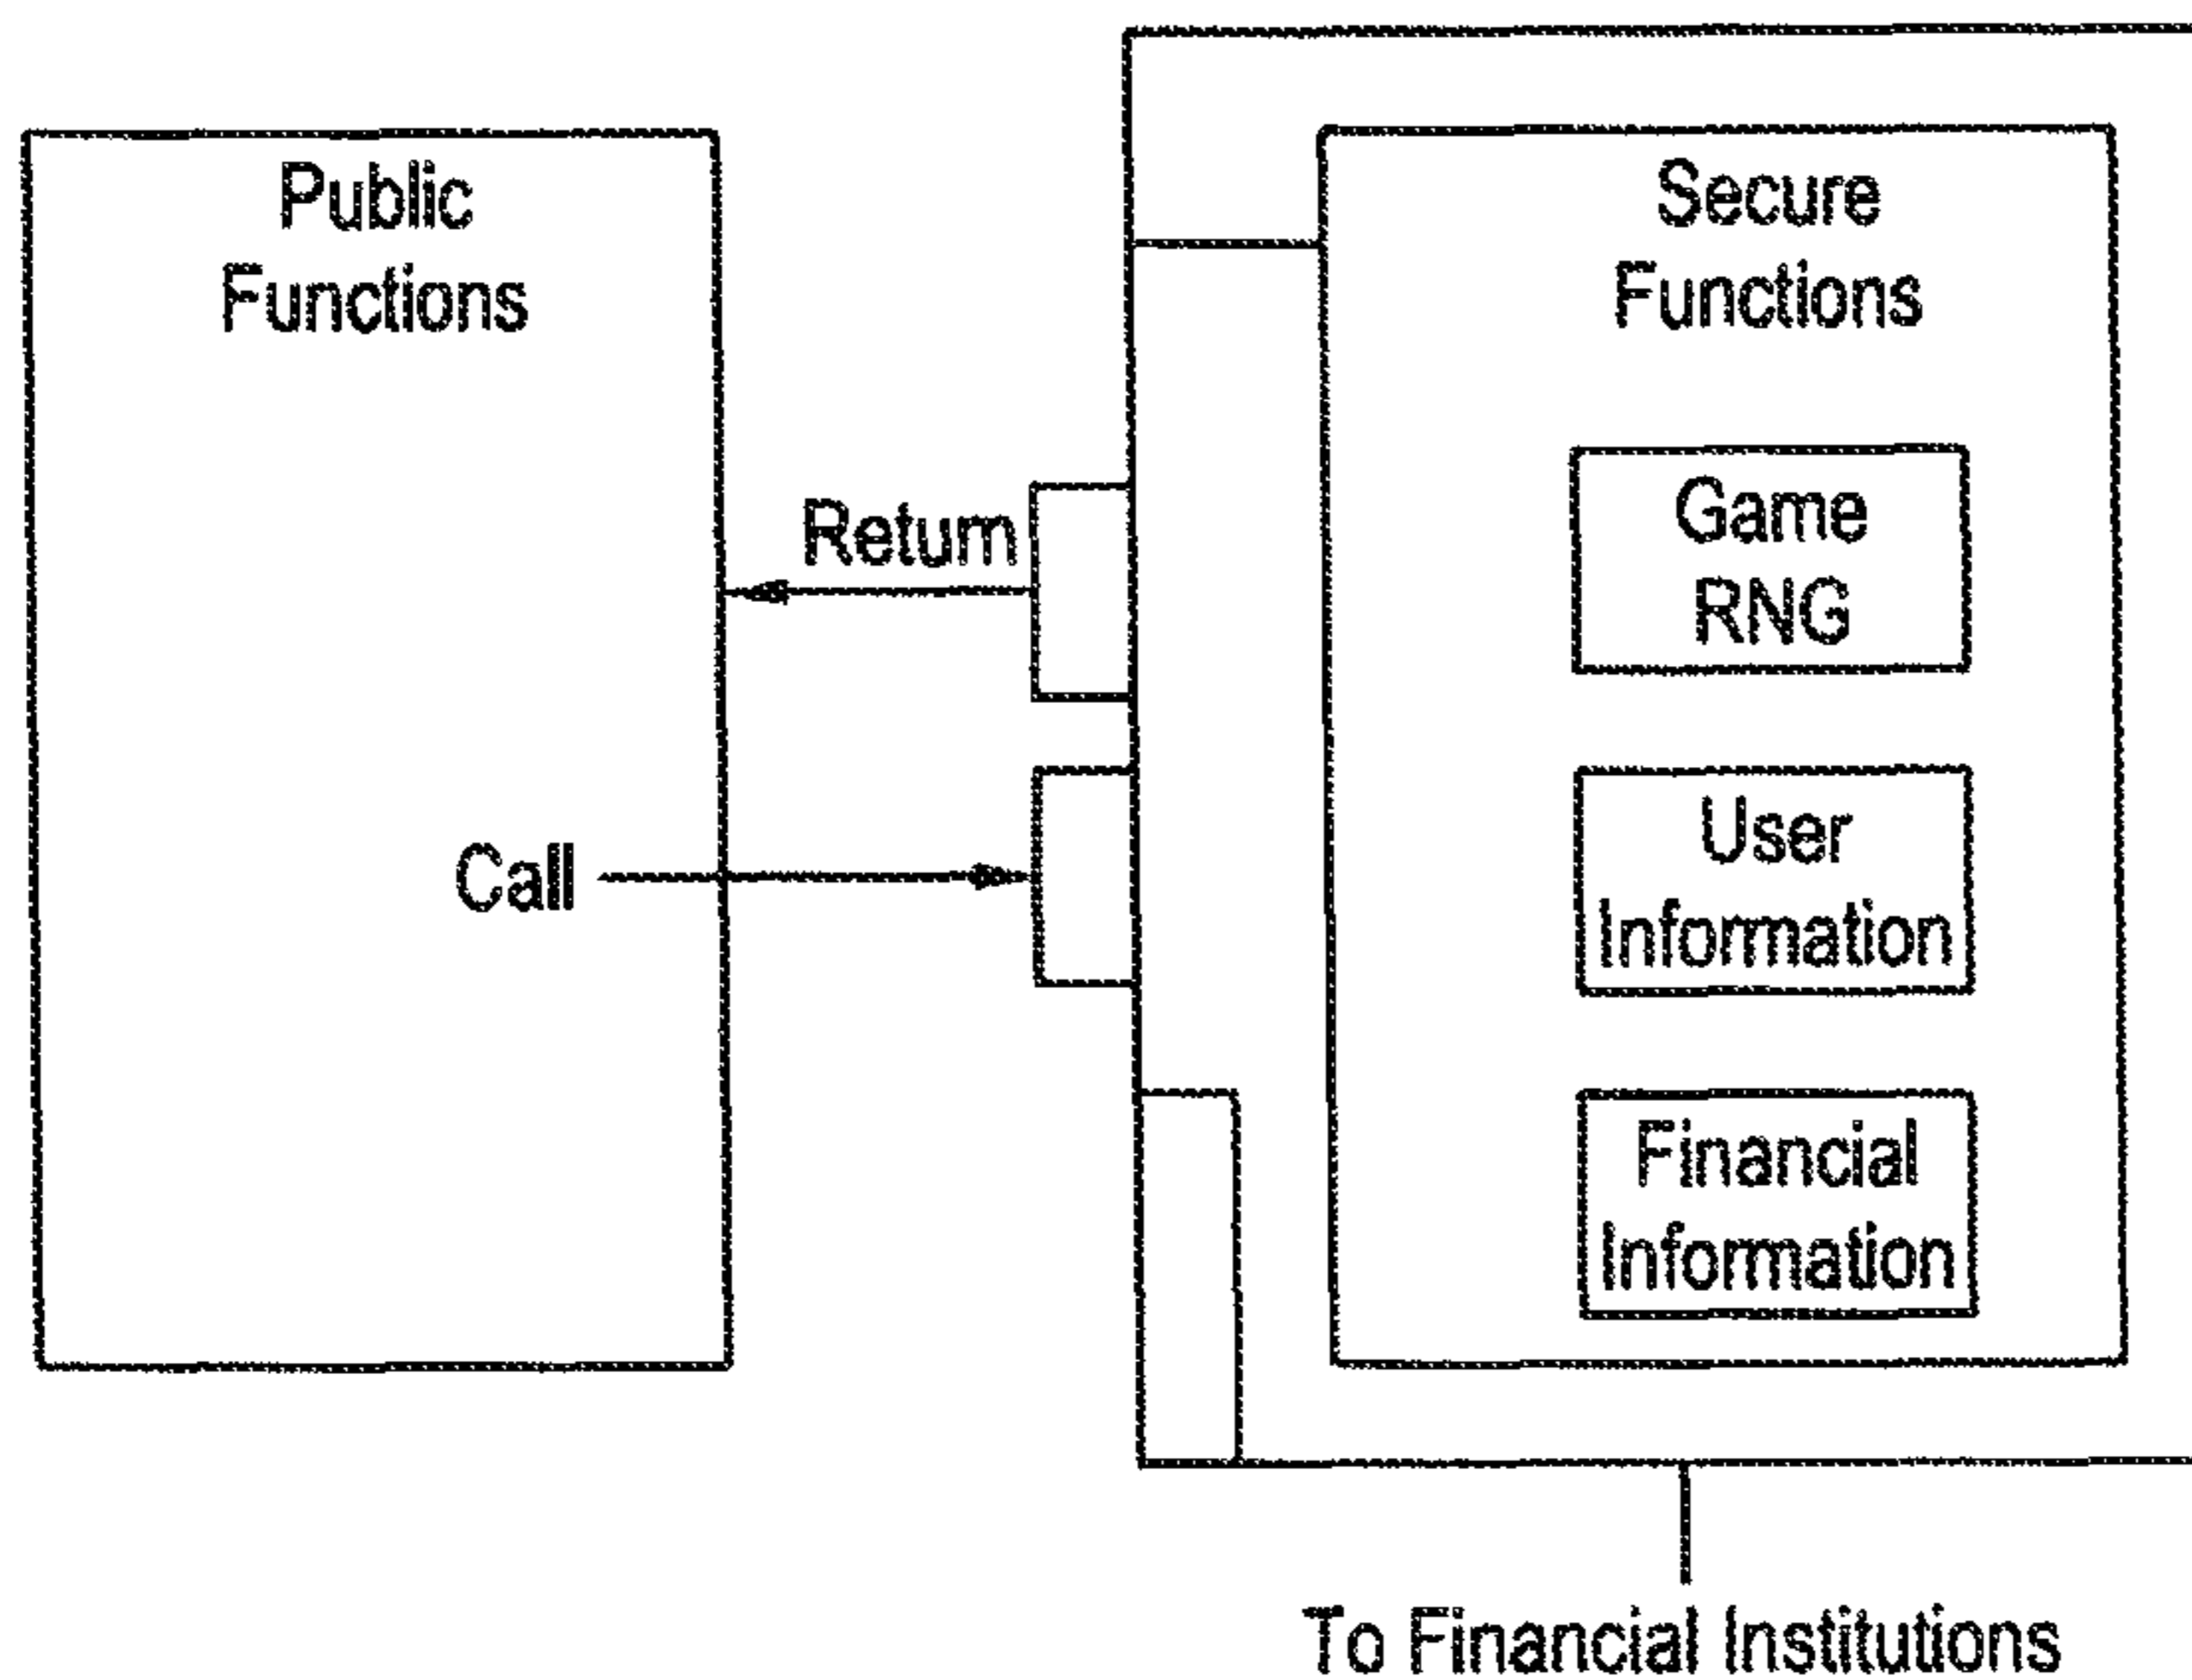 Public
Functions
Secure
Functions
Return
Game
RNG
Call
User
Information
Financial
Information
To Financial Institutions